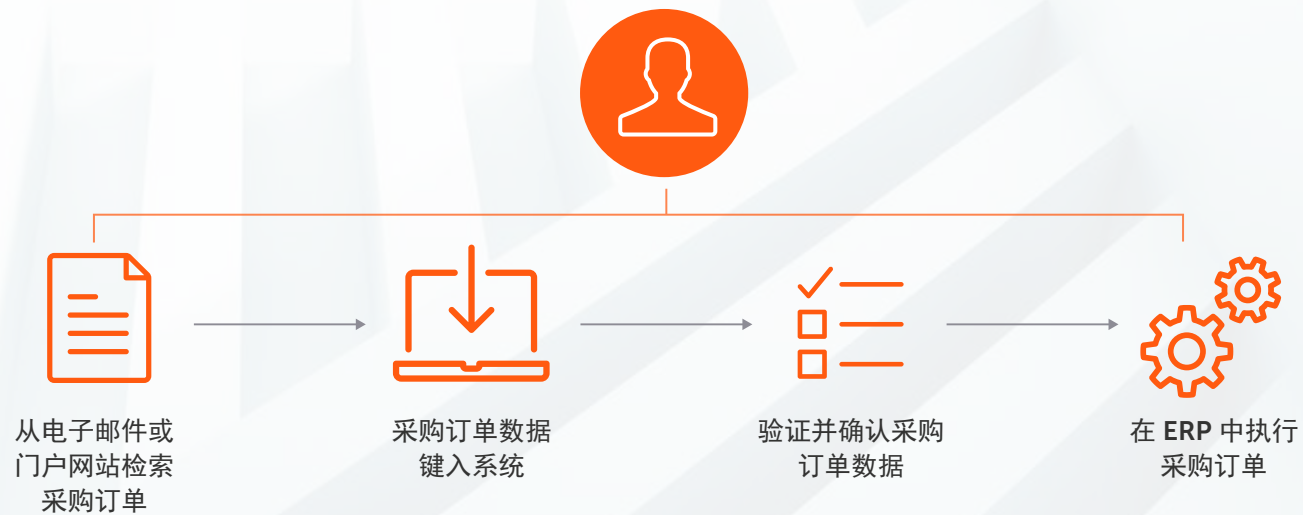 从电子邮件或
门户网站检索
采购订单
采购订单数据
键入系统
验证并确认采购
订单数据
在 ERP 中执行
采购订单